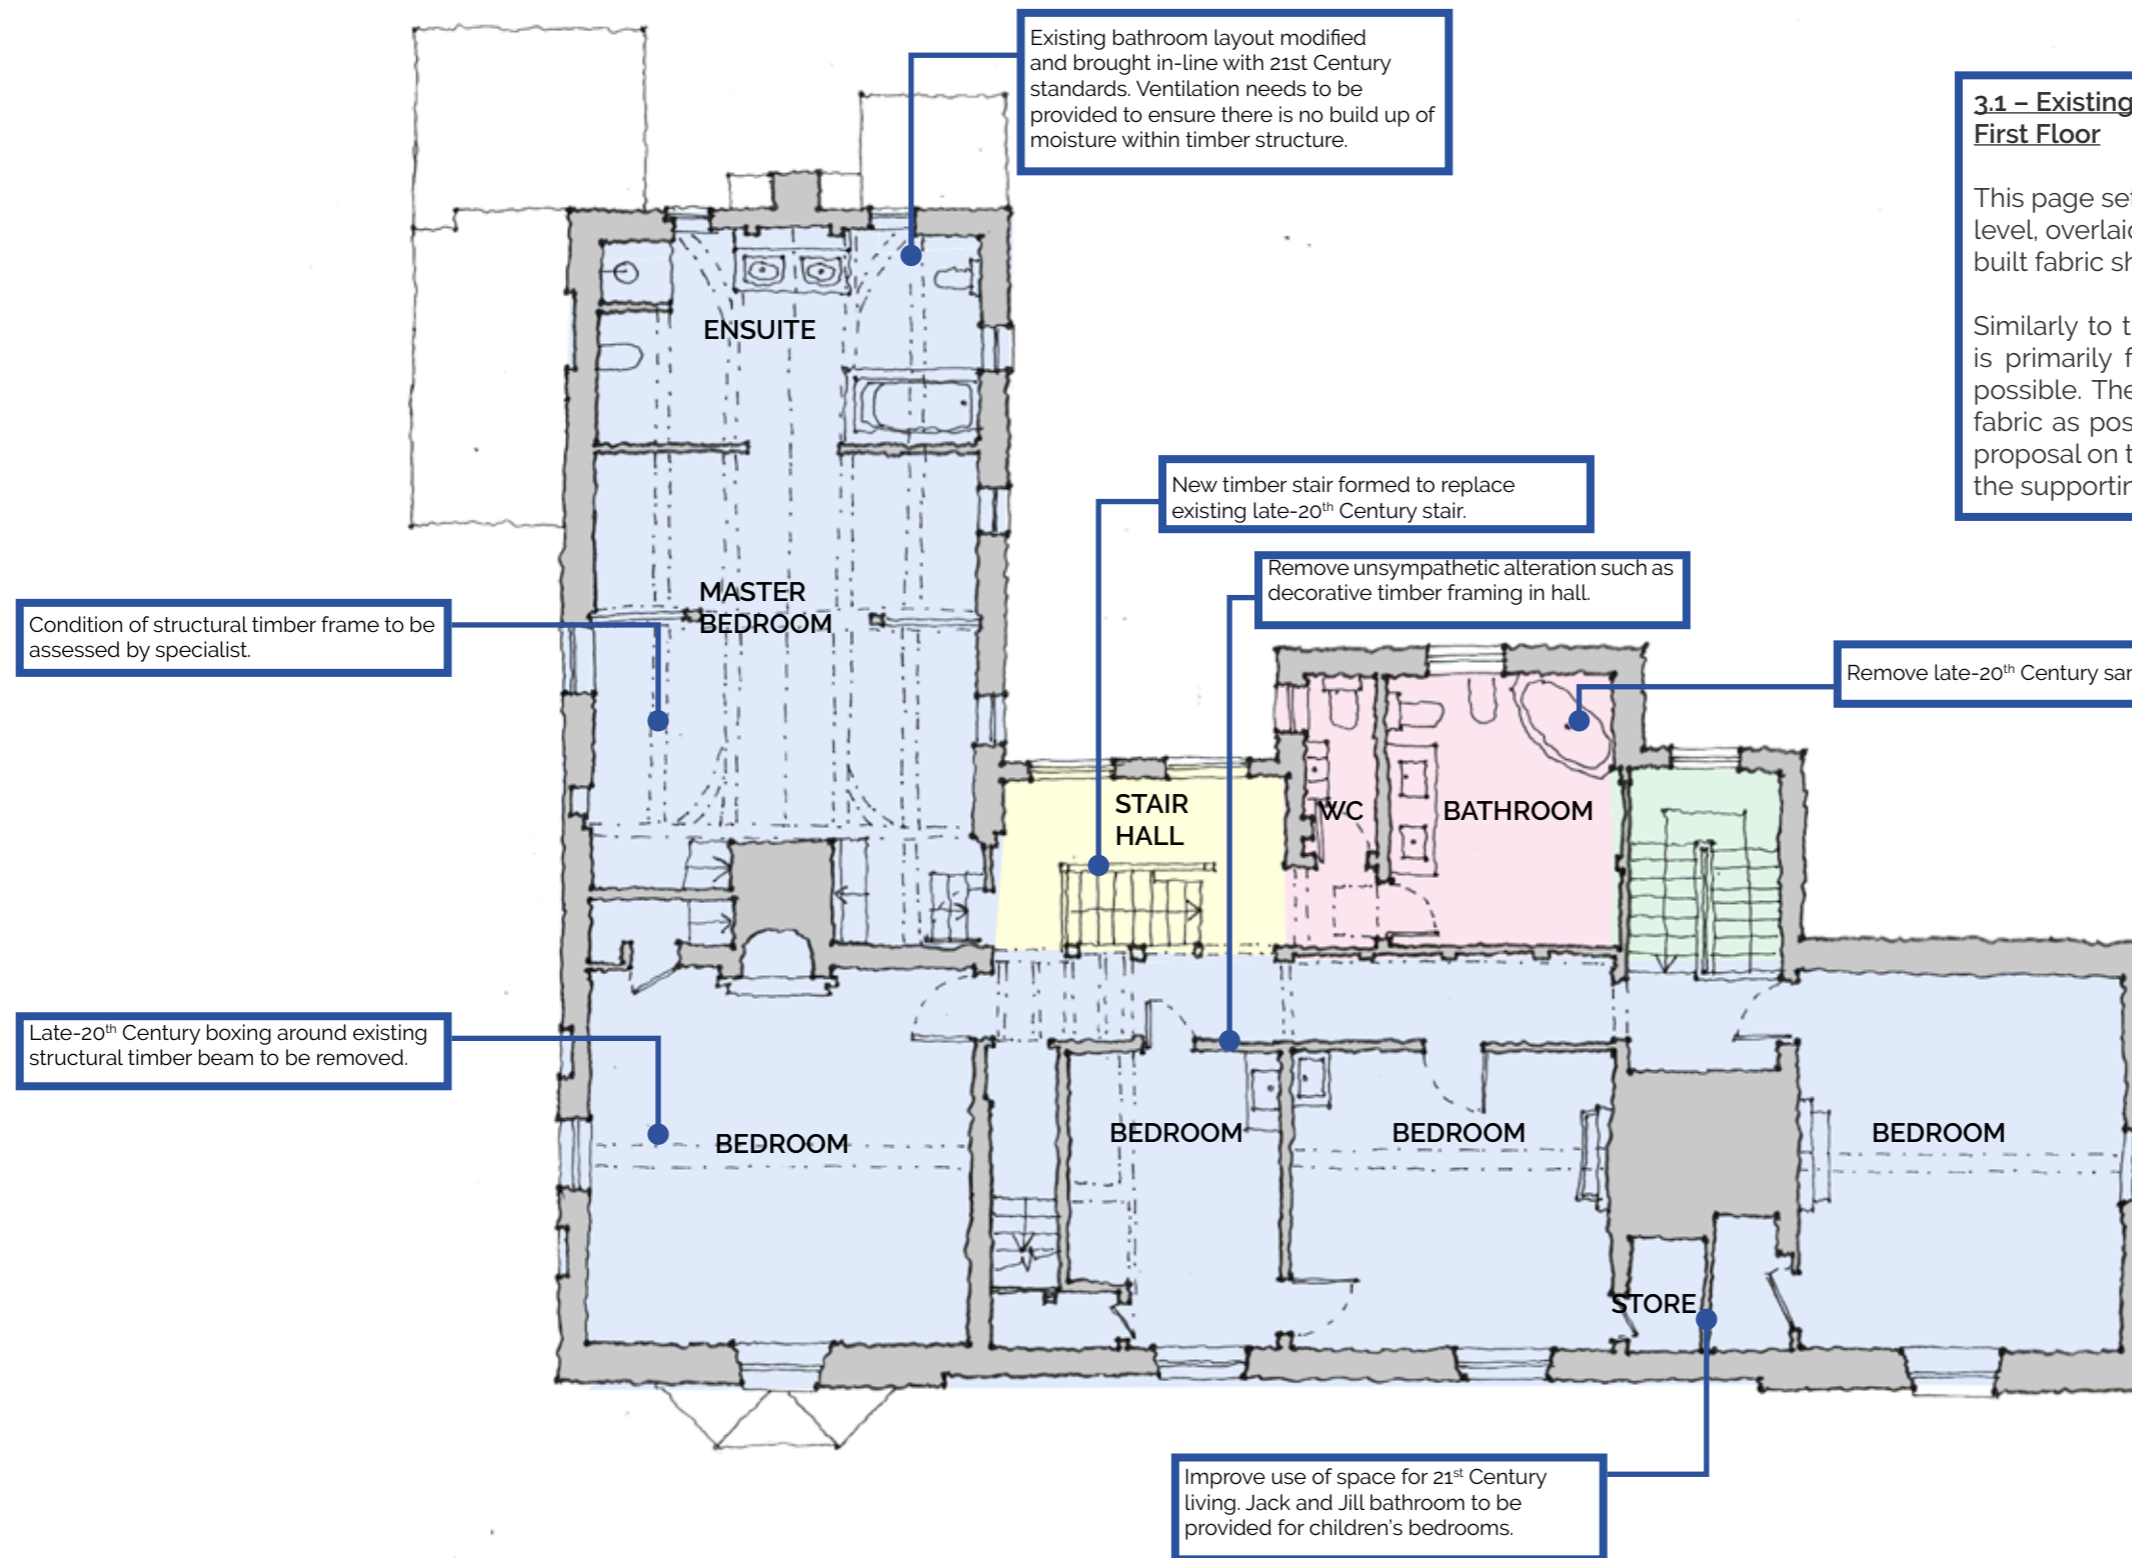 Existing bathroom layout modified
and brought in-line with 21st Century
standards. Ventilation needs to be
provided to ensure there is no build up of
moisture within timber structure.
3.1 – Existing
First Floor
This page set
level, overlaid
built fabric sh
Similarly to t
is primarily f
possible. The
fabric as pos
proposal on t
the supportin
ENSUITE
New timber stair formed to replace
existing late-20th Century stair.
Remove unsympathetic alteration such as
decorative timber framing in hall.
MASTER
BEDROOM
Condition of structural timber frame to be
assessed by specialist.
Remove late-20th Century san
STAIR
HALL
WC
BATHROOM
Late-20th Century boxing around existing
structural timber beam to be removed.
BEDROOM
BEDROOM
BEDROOM
BEDROOM
STORE
Improve use of space for 21st Century
living. Jack and Jill bathroom to be
provided for children's bedrooms.